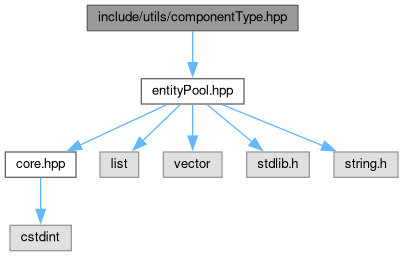 include/utils/componentType.hpp
entityPool.hpp
core.hpp
list
vector
stdlib.h
string.h
cstdint